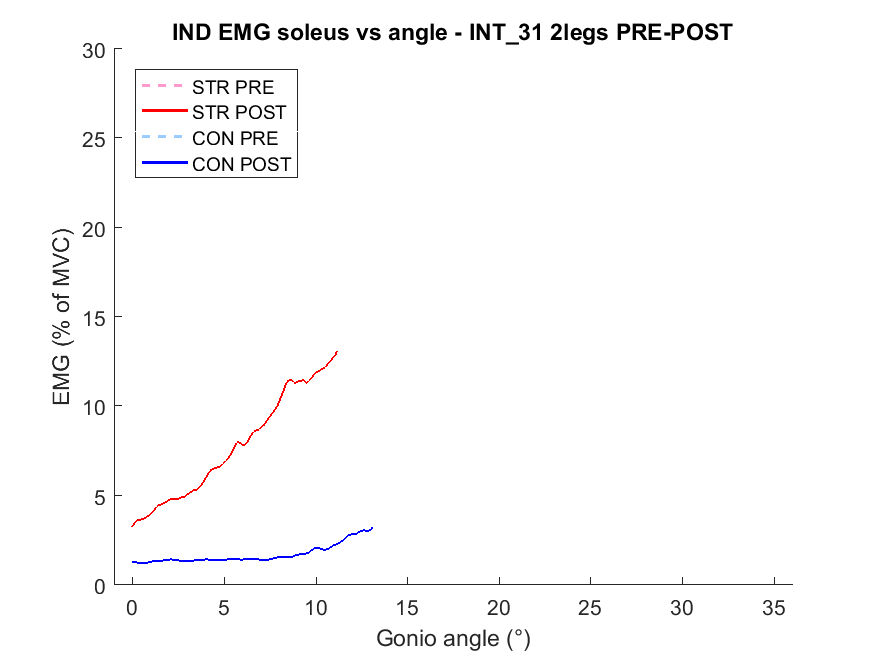 IND EMG soleus vs angle - INT_31 2legs PRE-POST
30
25
20
15
10
5
0
EMG (% of MVC)
STR PRE
STR POST
CON PRE
CON POST
0 5 10 15 20 25 30 35
Gonio angle (°)